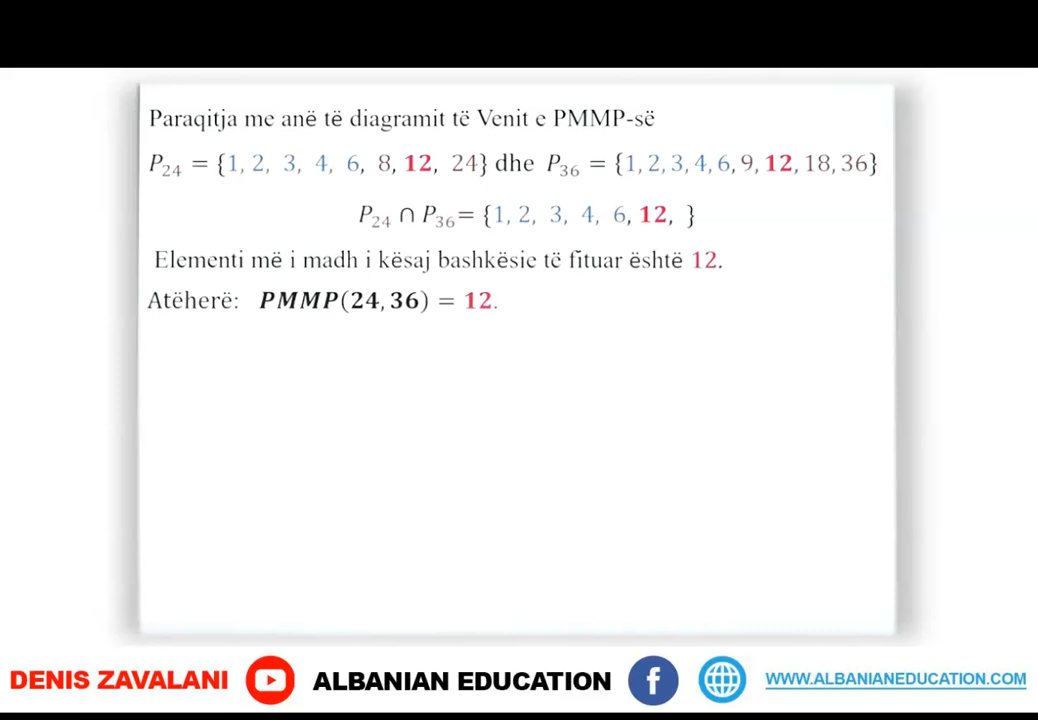 Paraqitja me anë të diagramit të Venit e PMMP-së
P₂₄ = {1, 2, 3, 4, 6, 8, 12, 24} dhe P₃₆ = {1, 2, 3, 4, 6, 9, 12, 18, 36}
P₂₄ ∩ P₃₆ = {1, 2, 3, 4, 6, 12, }
Elementi më i madh i kësaj bashkësie të fituar është 12.
Atëherë: PMMP(24, 36) = 12.
DENIS ZAVALANI ALBANIAN EDUCATION WWW.ALBANIANEDUCATION.COM